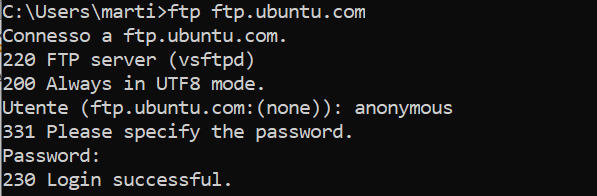 C:\Users\marti>ftp ftp.ubuntu.com
Connesso a ftp.ubuntu.com.
220 FTP server (vsftpd)
200 Always in UTF8 mode.
Utente (ftp.ubuntu.com:(none)): anonymous
331 Please specify the password.
Password:
230 Login successful.